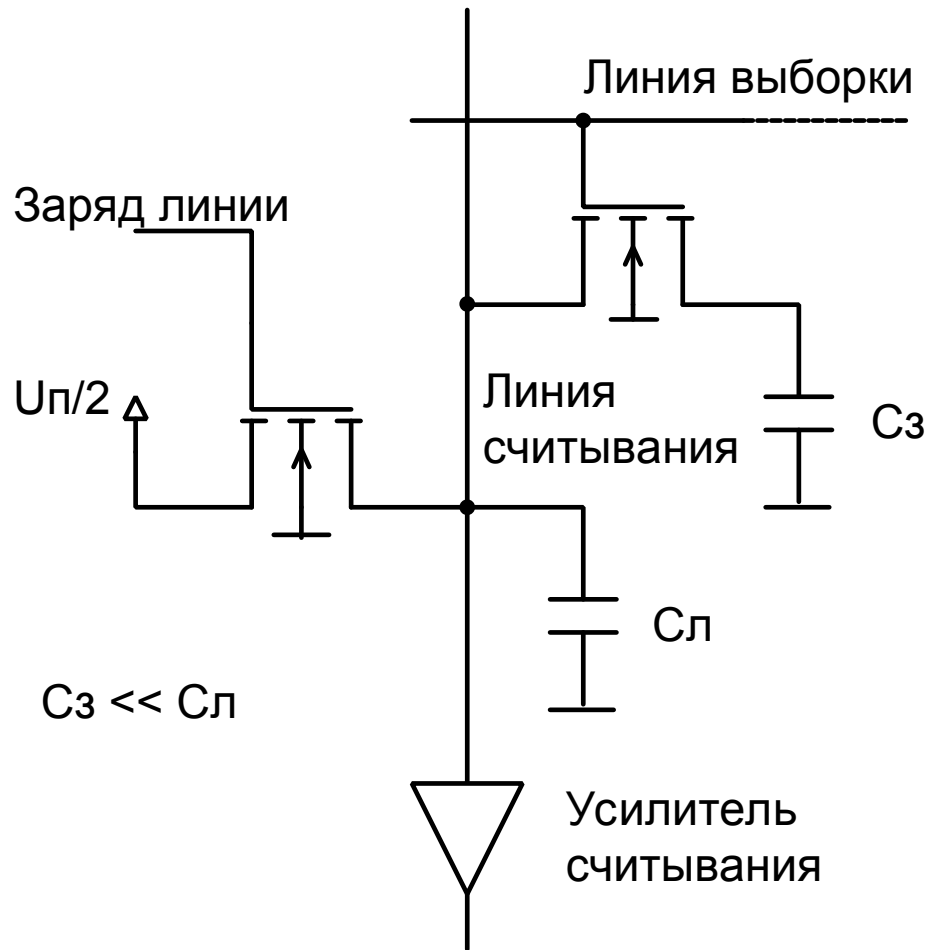 Линия выборки
Заряд линии
Uп/2
Линия
считывания
Сз
Сл
Сз << Сл
Усилитель
считывания